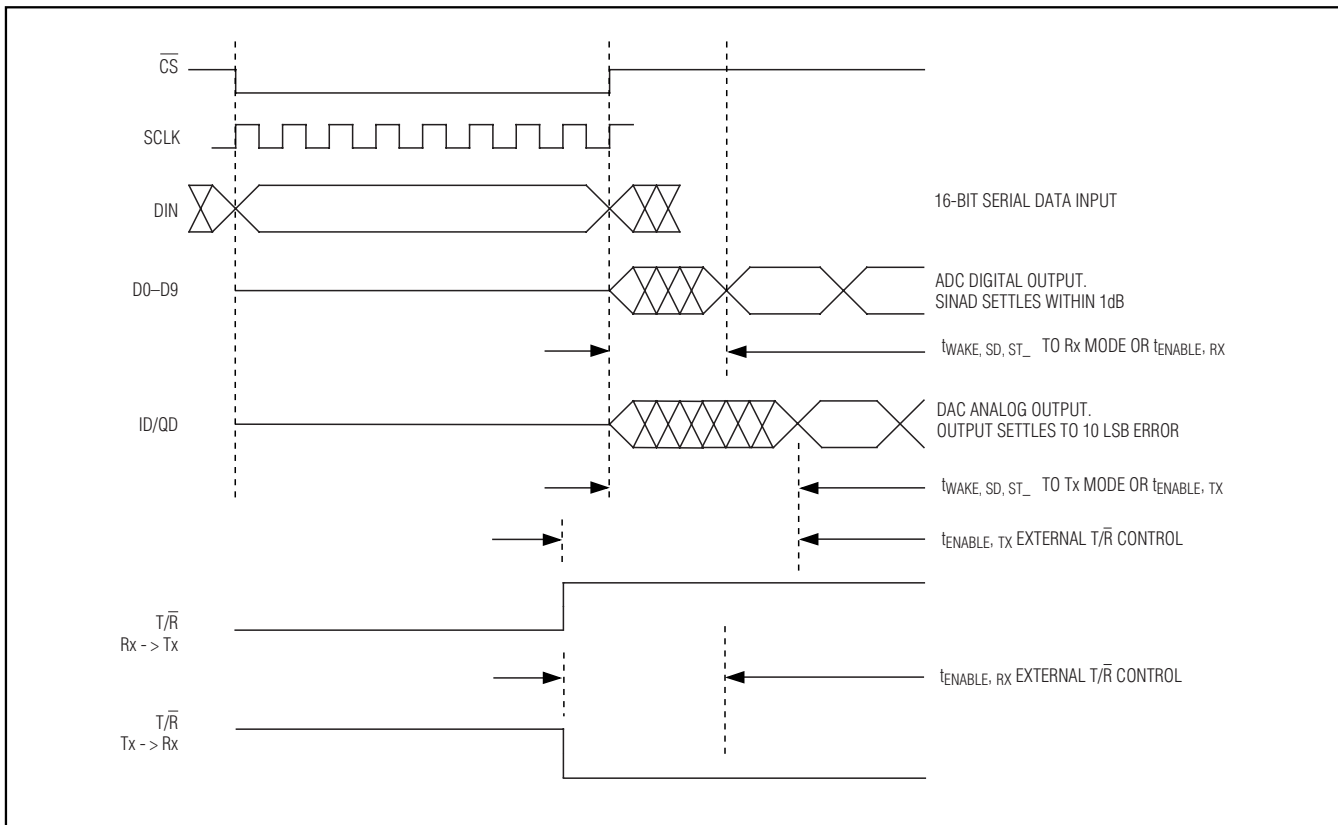 C̅S̅
SCLK
DIN
16-BIT SERIAL DATA INPUT
D0–D9
ADC DIGITAL OUTPUT.
SINAD SETTLES WITHIN 1dB
tWAKE, SD, ST_ TO Rx MODE OR tENABLE, RX
ID/QD
DAC ANALOG OUTPUT.
OUTPUT SETTLES TO 10 LSB ERROR
tWAKE, SD, ST_ TO Tx MODE OR tENABLE, TX
tENABLE, TX EXTERNAL T/R̅ CONTROL
T/R̅
Rx - > Tx
tENABLE, RX EXTERNAL T/R̅ CONTROL
T/R̅
Tx - > Rx